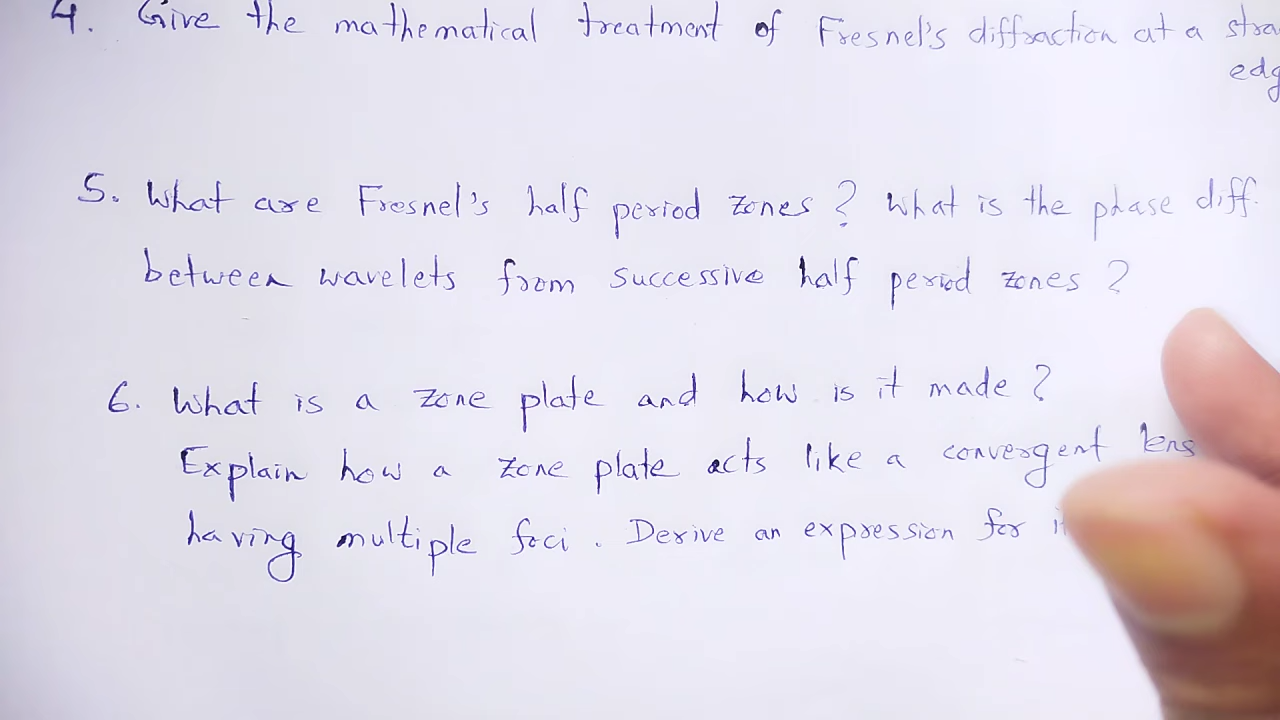 4. Give the mathematical treatment of Fresnel's diffraction at a
5. What are Fresnel's half period zones ? What is the phase diff.
between wavelets from successive half period zones ?
6. What is a zone plate and how is it made ?
Explain how a zone plate acts like a convergent lens
having multiple foci . Derive an expression for